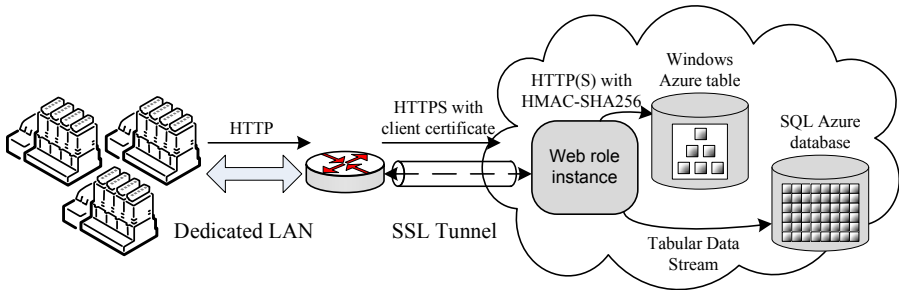 HTTP
Dedicated LAN
HTTPS with
client certificate
SSL Tunnel
HTTP(S) with
HMAC-SHA256
Web role
instance
Windows
Azure table
SQL Azure
database
Tabular Data
Stream